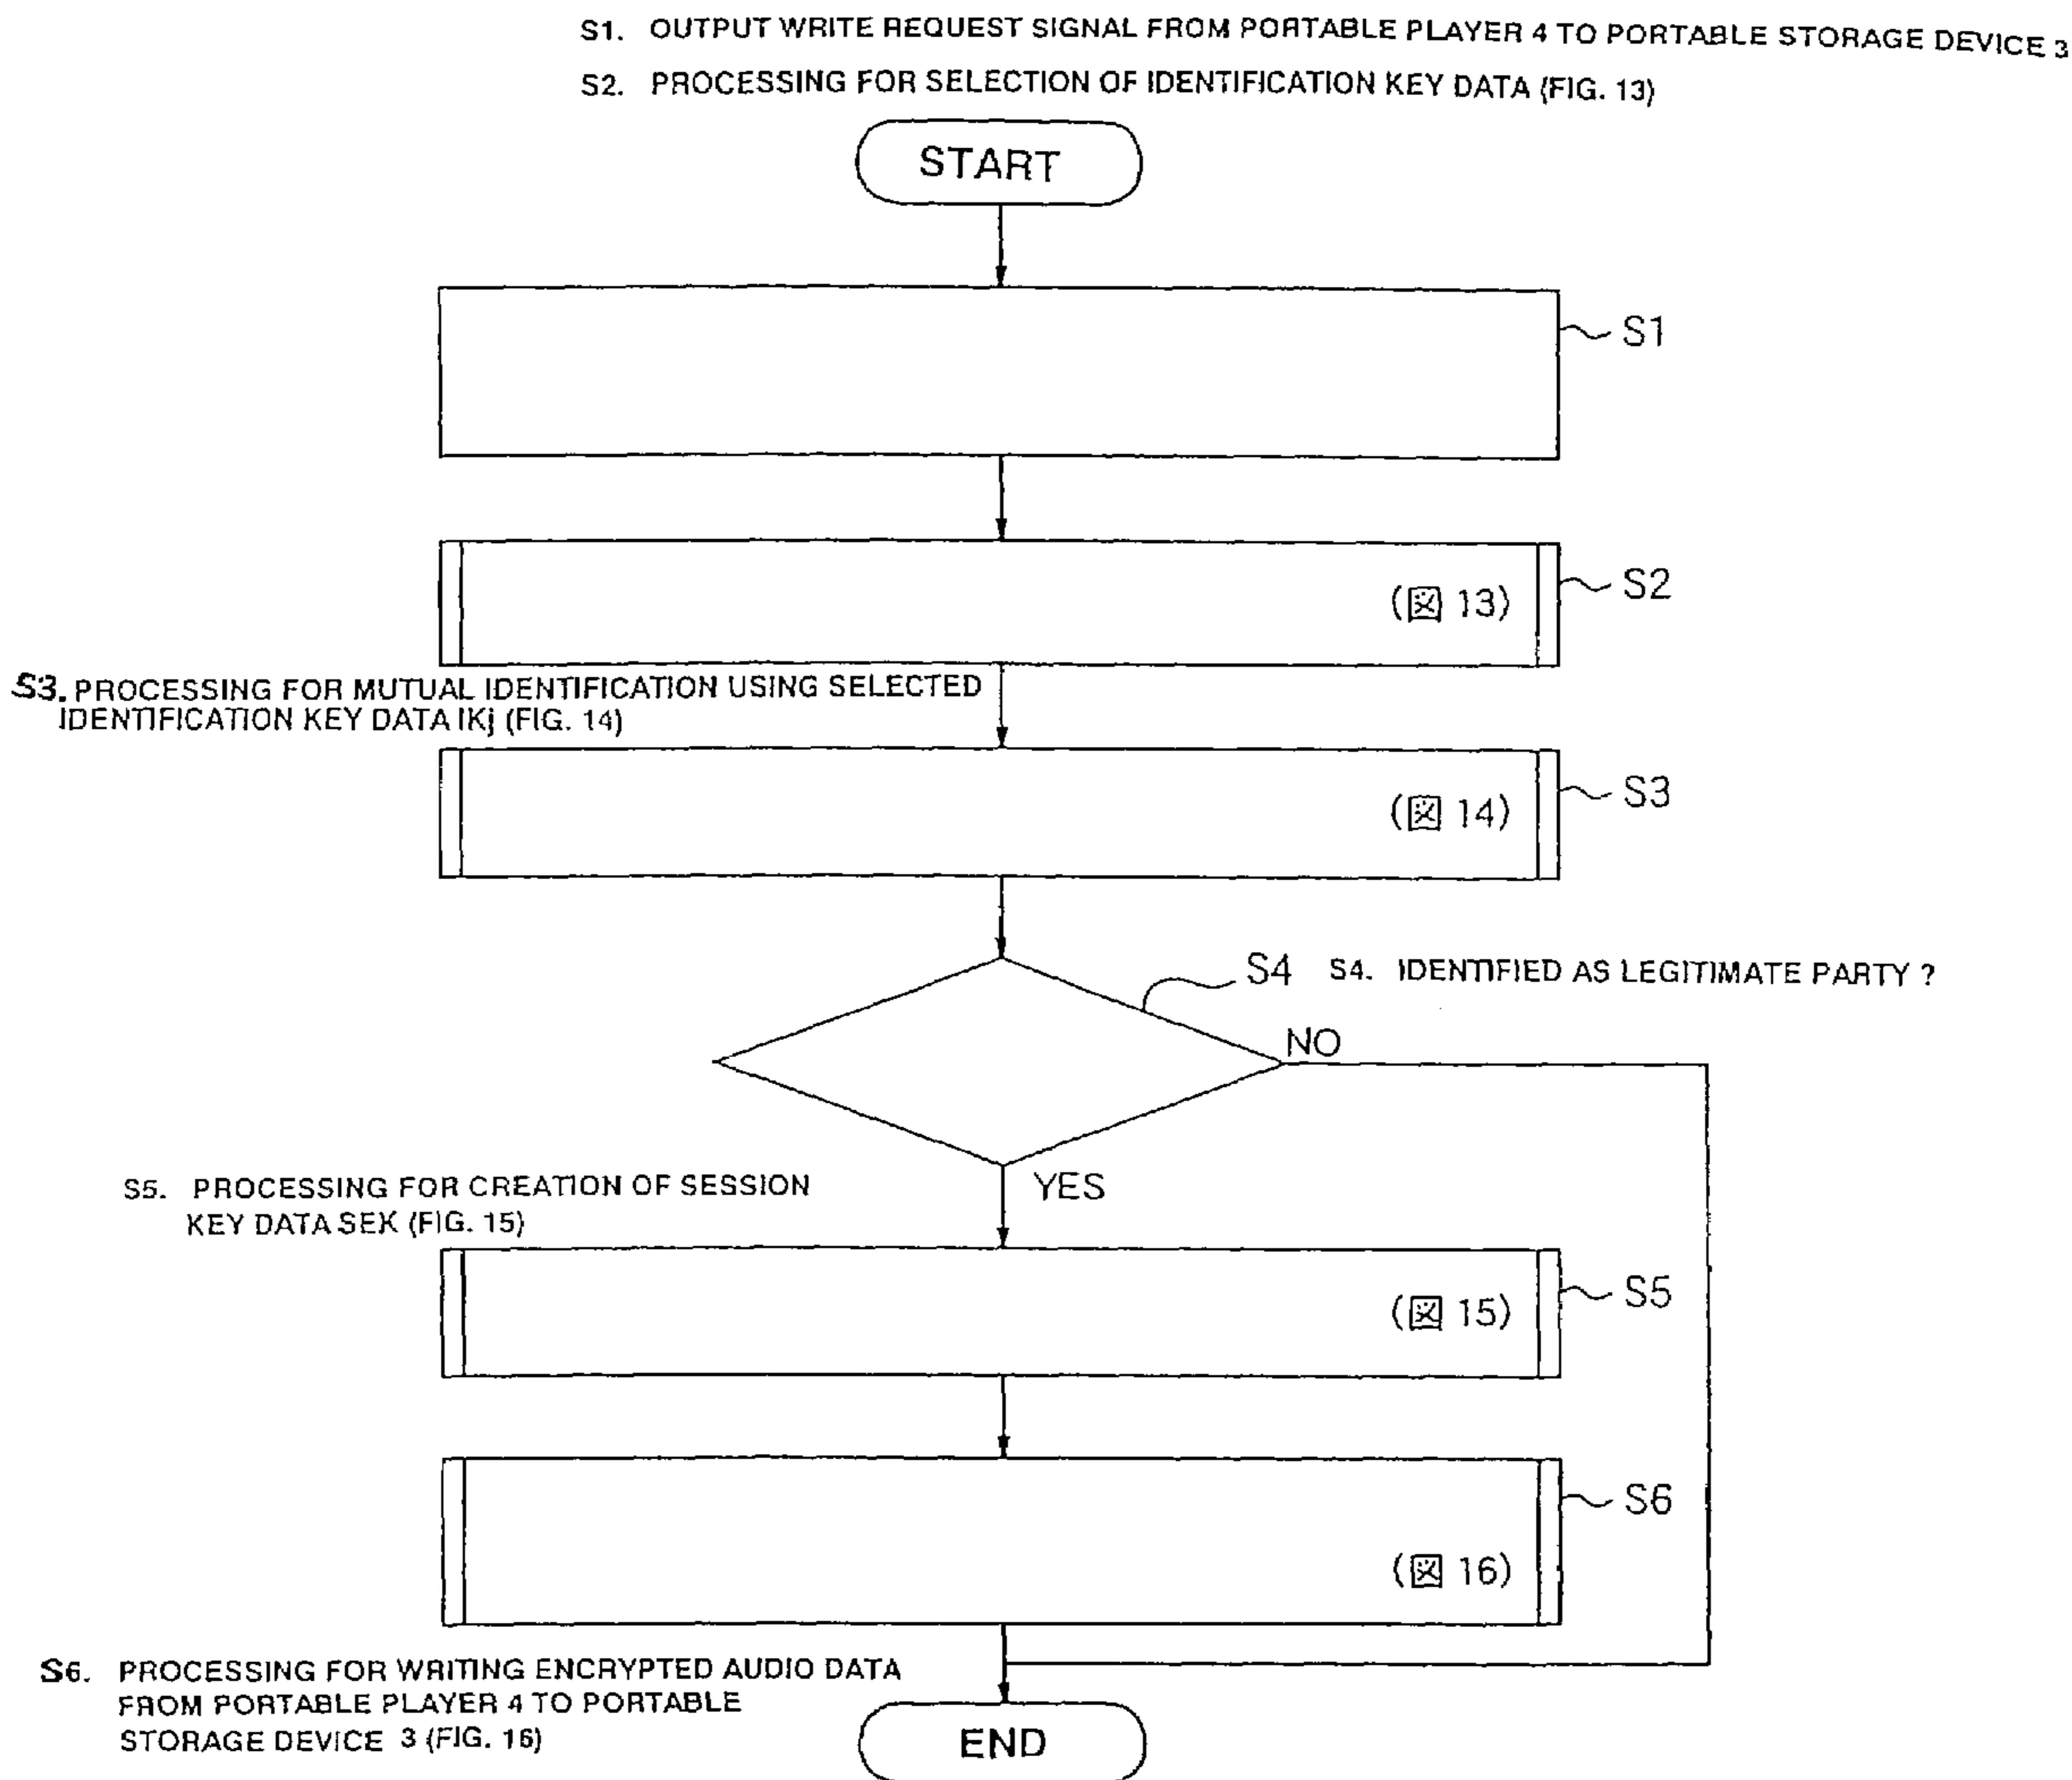 S1. OUTPUT WRITE REQUEST SIGNAL FROM PORTABLE PLAYER 4 TO PORTABLE STORAGE DEVICE 3
S2. PROCESSING FOR SELECTION OF IDENTIFICATION KEY DATA (FIG. 13)
START
S1
S2
(図 13)
S3. PROCESSING FOR MUTUAL IDENTIFICATION USING SELECTED
IDENTIFICATION KEY DATA IKj (FIG. 14)
S3
(図 14)
S4 S4. IDENTIFIED AS LEGITIMATE PARTY ?
NO
YES
S5. PROCESSING FOR CREATION OF SESSION
KEY DATA SEK (FIG. 15)
S5
(図 15)
S6
(図 16)
S6. PROCESSING FOR WRITING ENCRYPTED AUDIO DATA
FROM PORTABLE PLAYER 4 TO PORTABLE
STORAGE DEVICE 3 (FIG. 16)
END